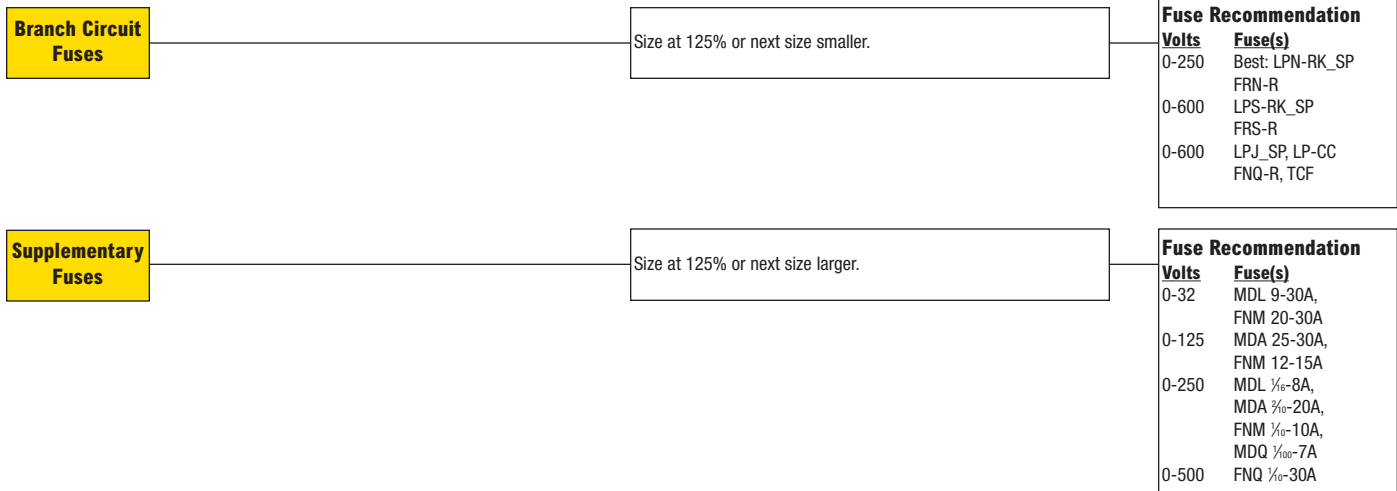 Branch Circuit
Fuses
Size at 125% or next size smaller.
Fuse Recommendation
Volts Fuse(s)
0-250 Best: LPN-RK_SP
FRN-R
0-600 LPS-RK_SP
FRS-R
0-600 LPJ_SP, LP-CC
FNQ-R, TCF
Supplementary
Fuses
Size at 125% or next size larger.
Fuse Recommendation
Volts Fuse(s)
0-32 MDL 9-30A,
FNM 20-30A
0-125 MDA 25-30A,
FNM 12-15A
0-250 MDL 1/16-8A,
MDA 2/10-20A,
FNM 1/10-10A,
MDQ 1/100-7A
0-500 FNQ 1/10-30A